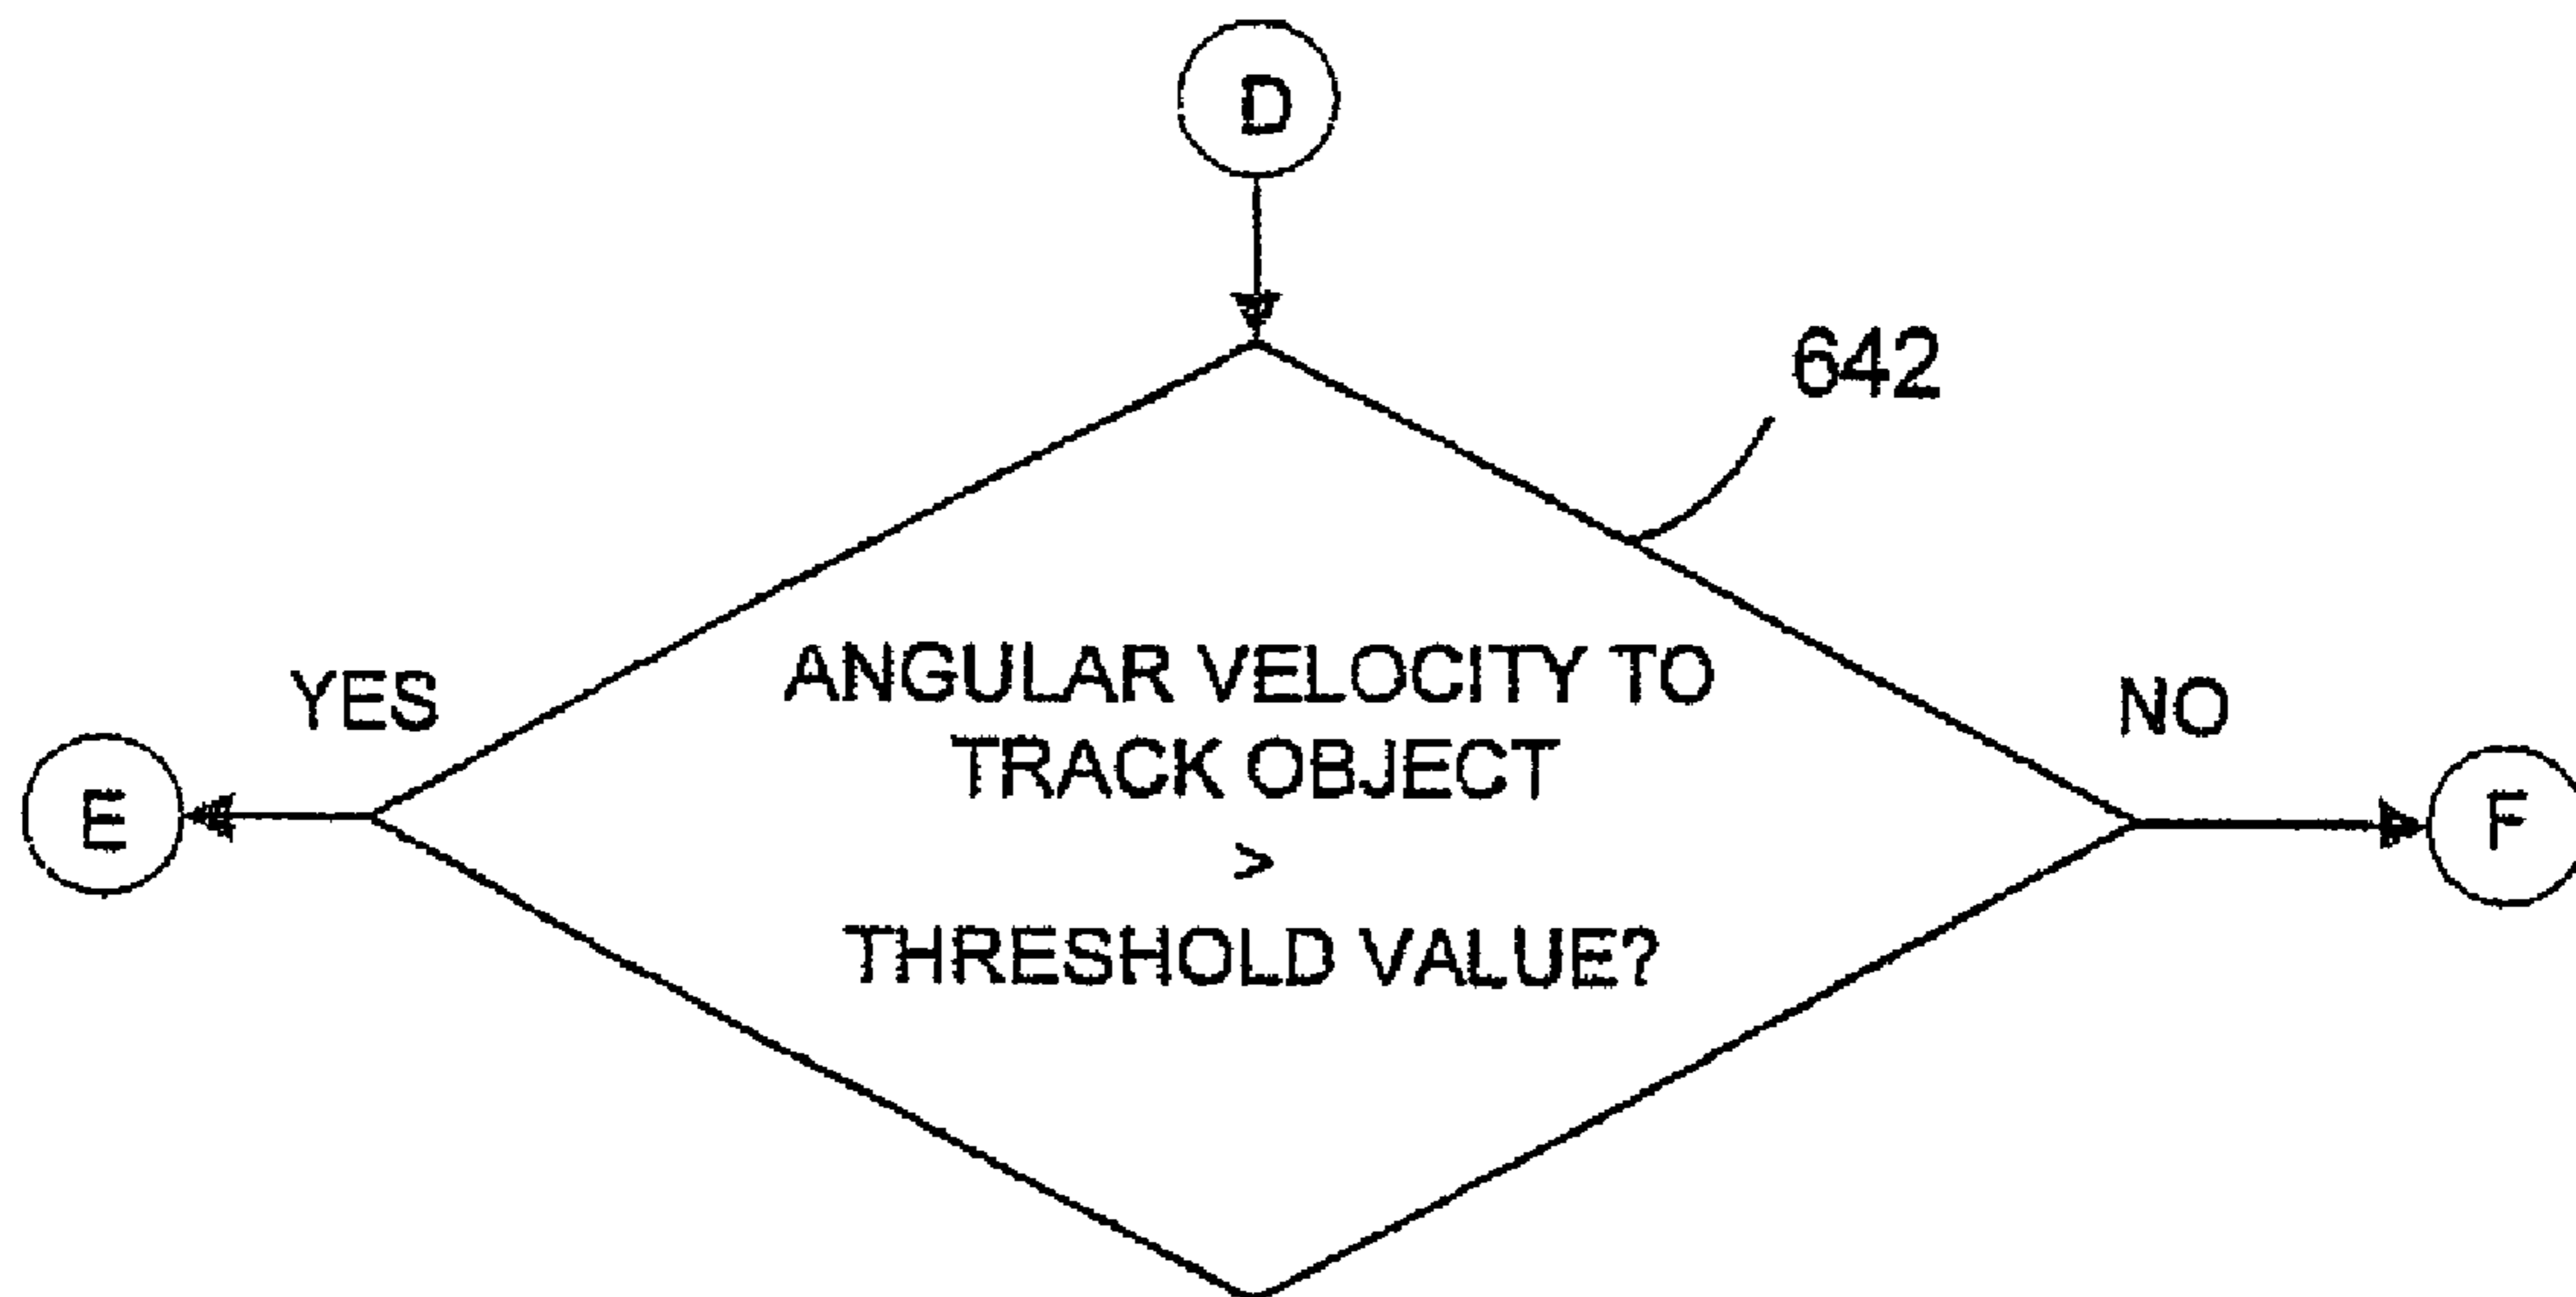 D
642
YES
ANGULAR VELOCITY TO
TRACK OBJECT
>
THRESHOLD VALUE?
NO
E
F